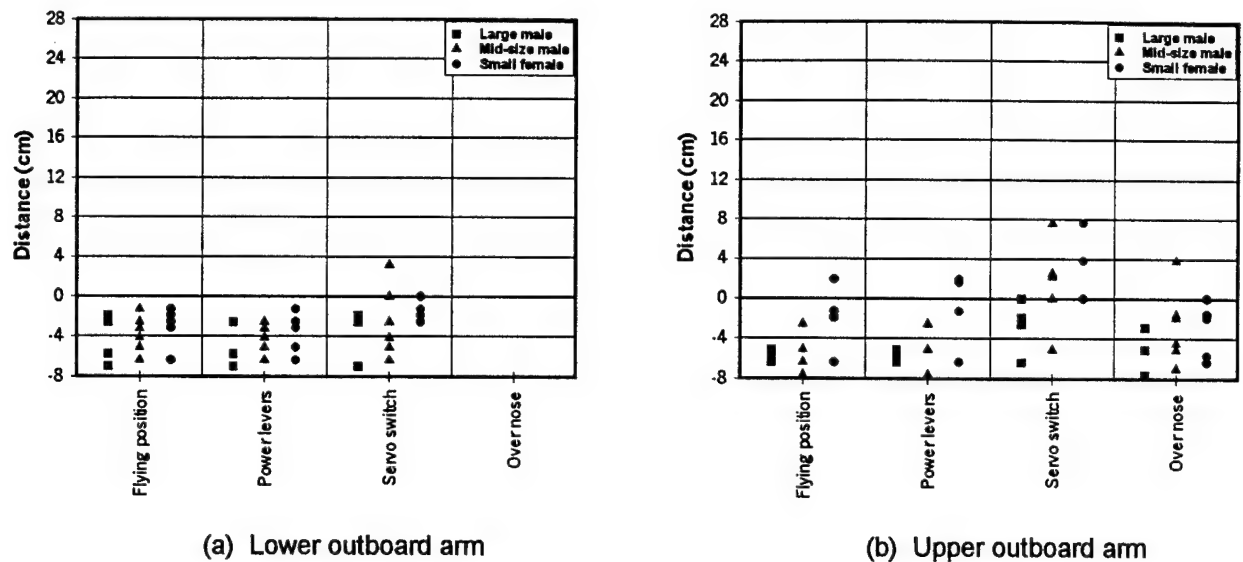 28
24
20
16
12
8
4
0
-4
-8
Distance (cm)
Large male
Mid-size male
Small female
Flying position
Power levers
Servo switch
Over nose
(a) Lower outboard arm
28
24
20
16
12
8
4
0
-4
-8
Distance (cm)
Large male
Mid-size male
Small female
Flying position
Power levers
Servo switch
Over nose
(b) Upper outboard arm